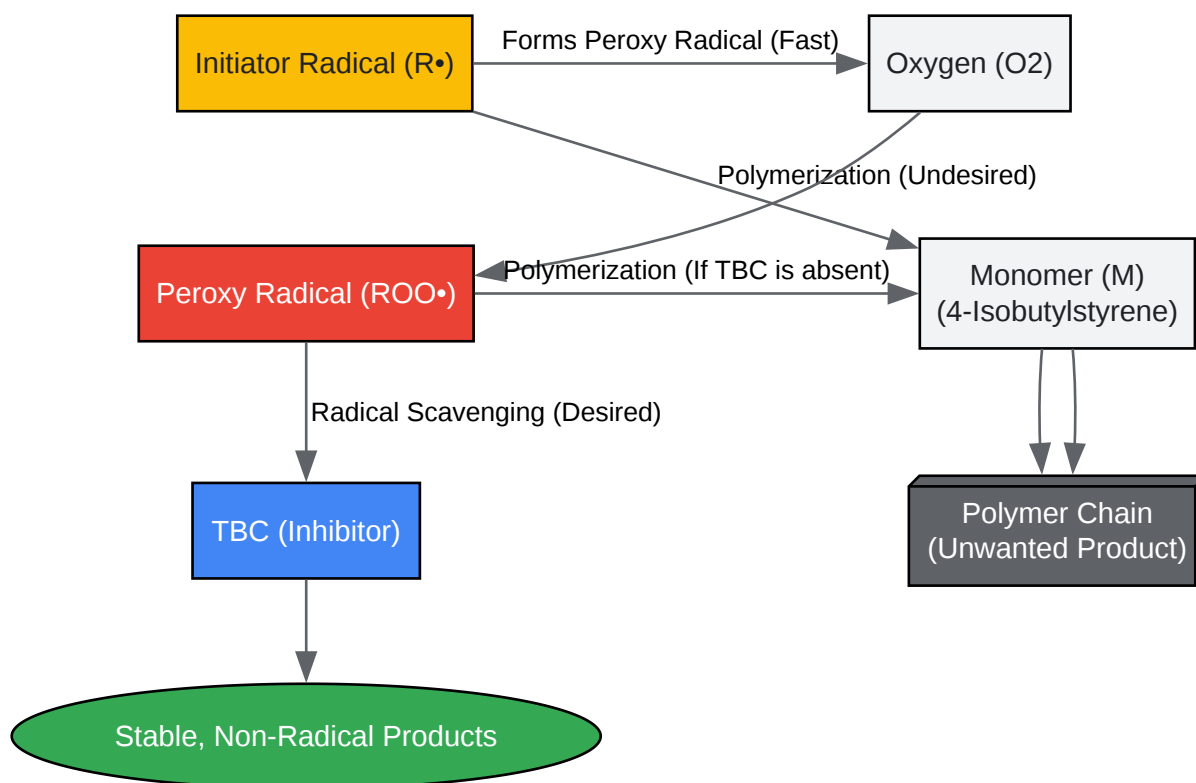 Forms Peroxy Radical (Fast)
Initiator Radical (R•)
Oxygen (O2)
Polymerization (Undesired)
Polymerization (If TBC is absent)
Peroxy Radical (ROO•)
Monomer (M)
(4-Isobutylstyrene)
Radical Scavenging (Desired)
TBC (Inhibitor)
Polymer Chain
(Unwanted Product)
Stable, Non-Radical Products